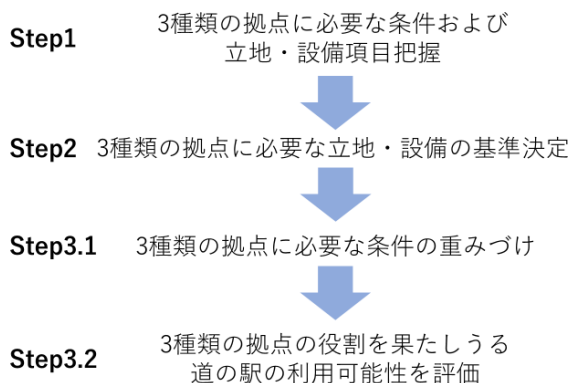 Step1
3種類の拠点に必要な条件および
立地・設備項目把握
Step2 3種類の拠点に必要な立地・設備の基準決定
Step3.1 3種類の拠点に必要な条件の重みづけ
Step3.2
3種類の拠点の役割を果たしうる
道の駅の利用可能性を評価